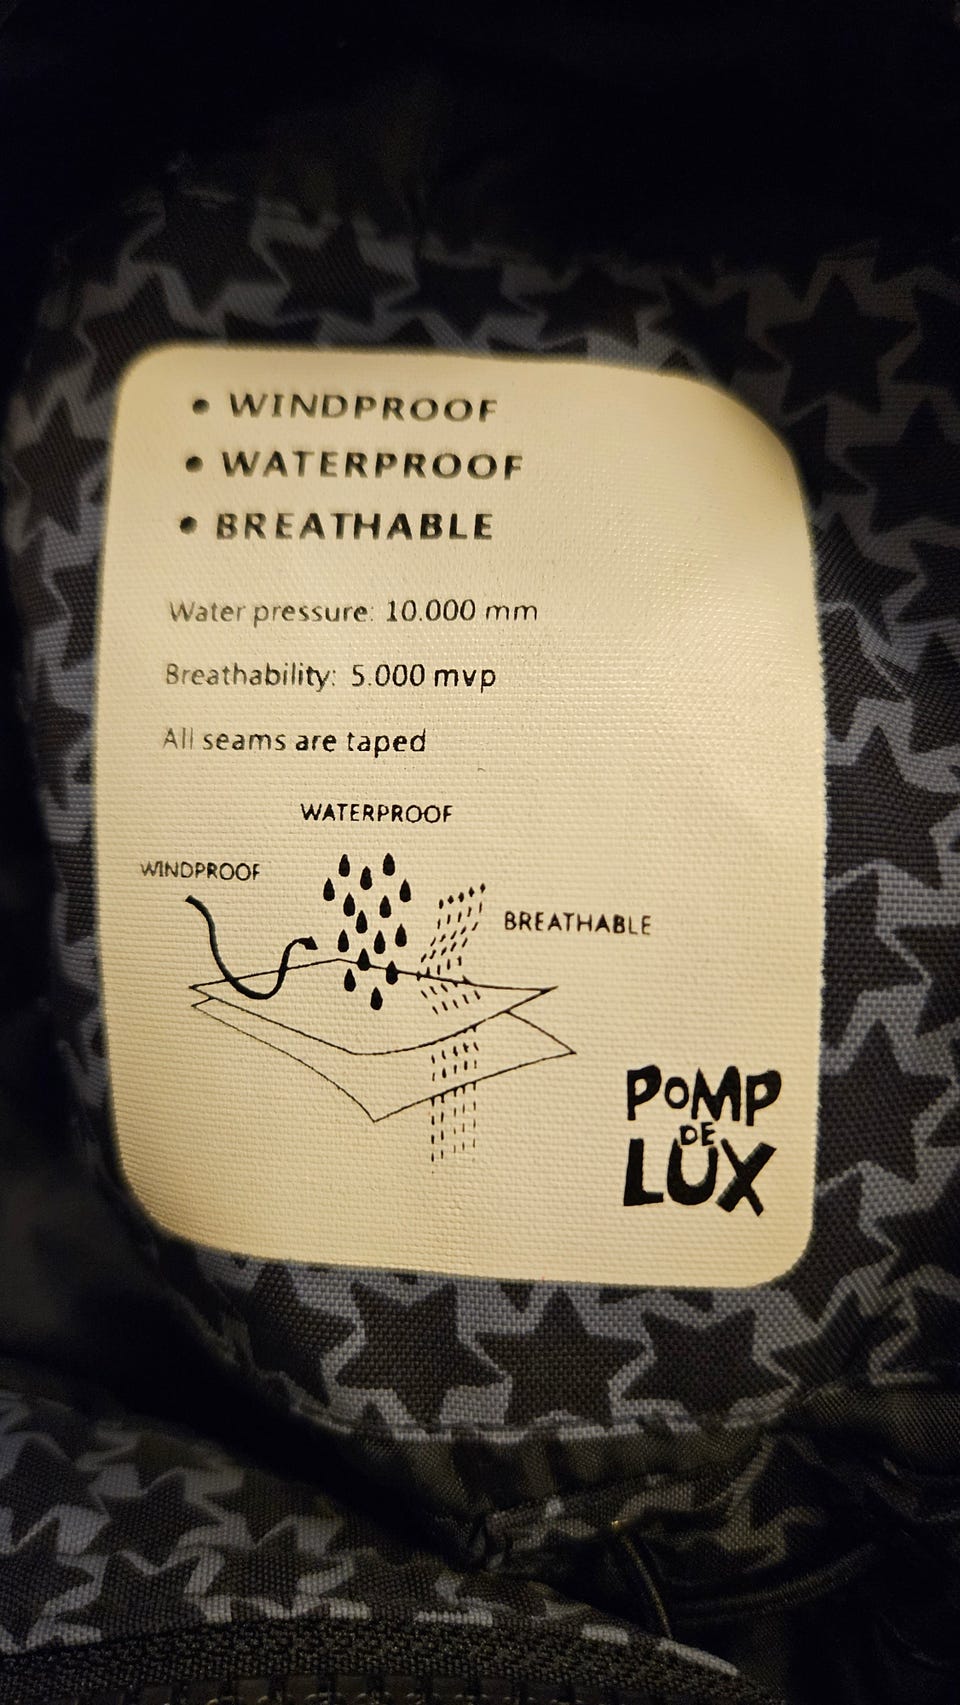 • WINDPROOF
• WATERPROOF
• BREATHABLE
Water pressure: 10.000 mm
Breathability: 5.000 mvp
All seams are taped
WATERPROOF
WINDPROOF
BREATHABLE
POMP
DE
LUX